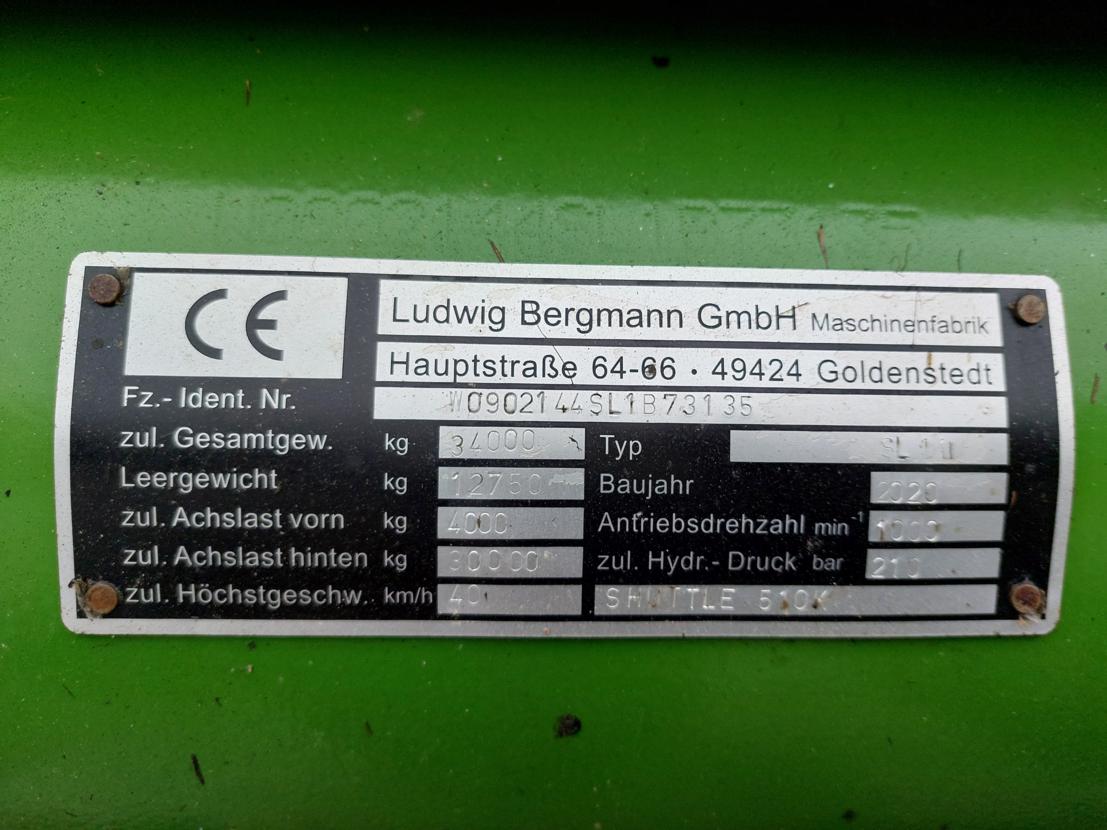 CE
Ludwig Bergmann GmbH Maschinenfabrik
Hauptstraße 64-66 · 49424 Goldenstedt
Fz.- Ident. Nr. W0902144SL1B73135
zul. Gesamtgew. kg 34000 Typ SL
Leergewicht kg 12750 Baujahr 2020
zul. Achslast vorn kg 4000 Antriebsdrehzahl min⁻¹ 1000
zul. Achslast hinten kg 30000 zul. Hydr.- Druck bar 210
zul. Höchstgeschw. km/h 40 SHUTTLE 510K